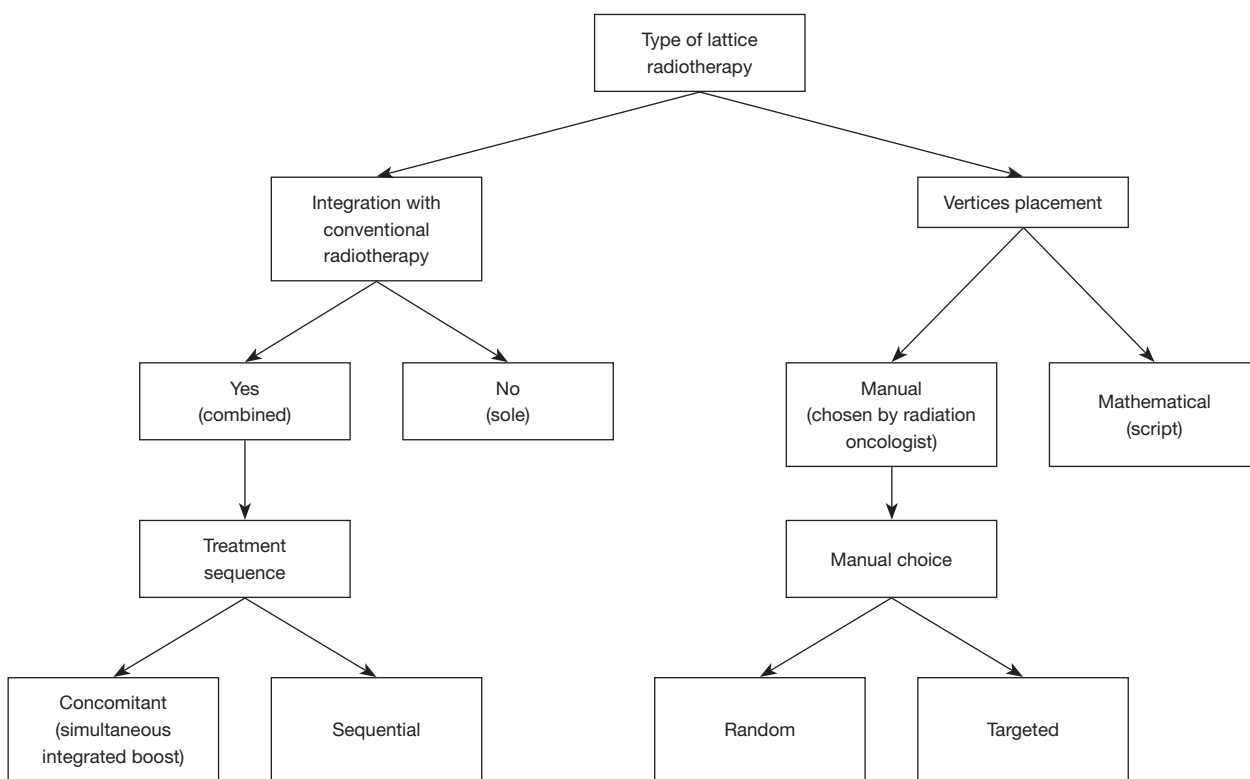 Type of lattice
radiotherapy
Integration with
conventional
radiotherapy
Vertices placement
Yes
(combined)
No
(sole)
Manual
(chosen by radiation
oncologist)
Mathematical
(script)
Treatment
sequence
Manual choice
Concomitant
(simultaneous
integrated boost)
Sequential
Random
Targeted